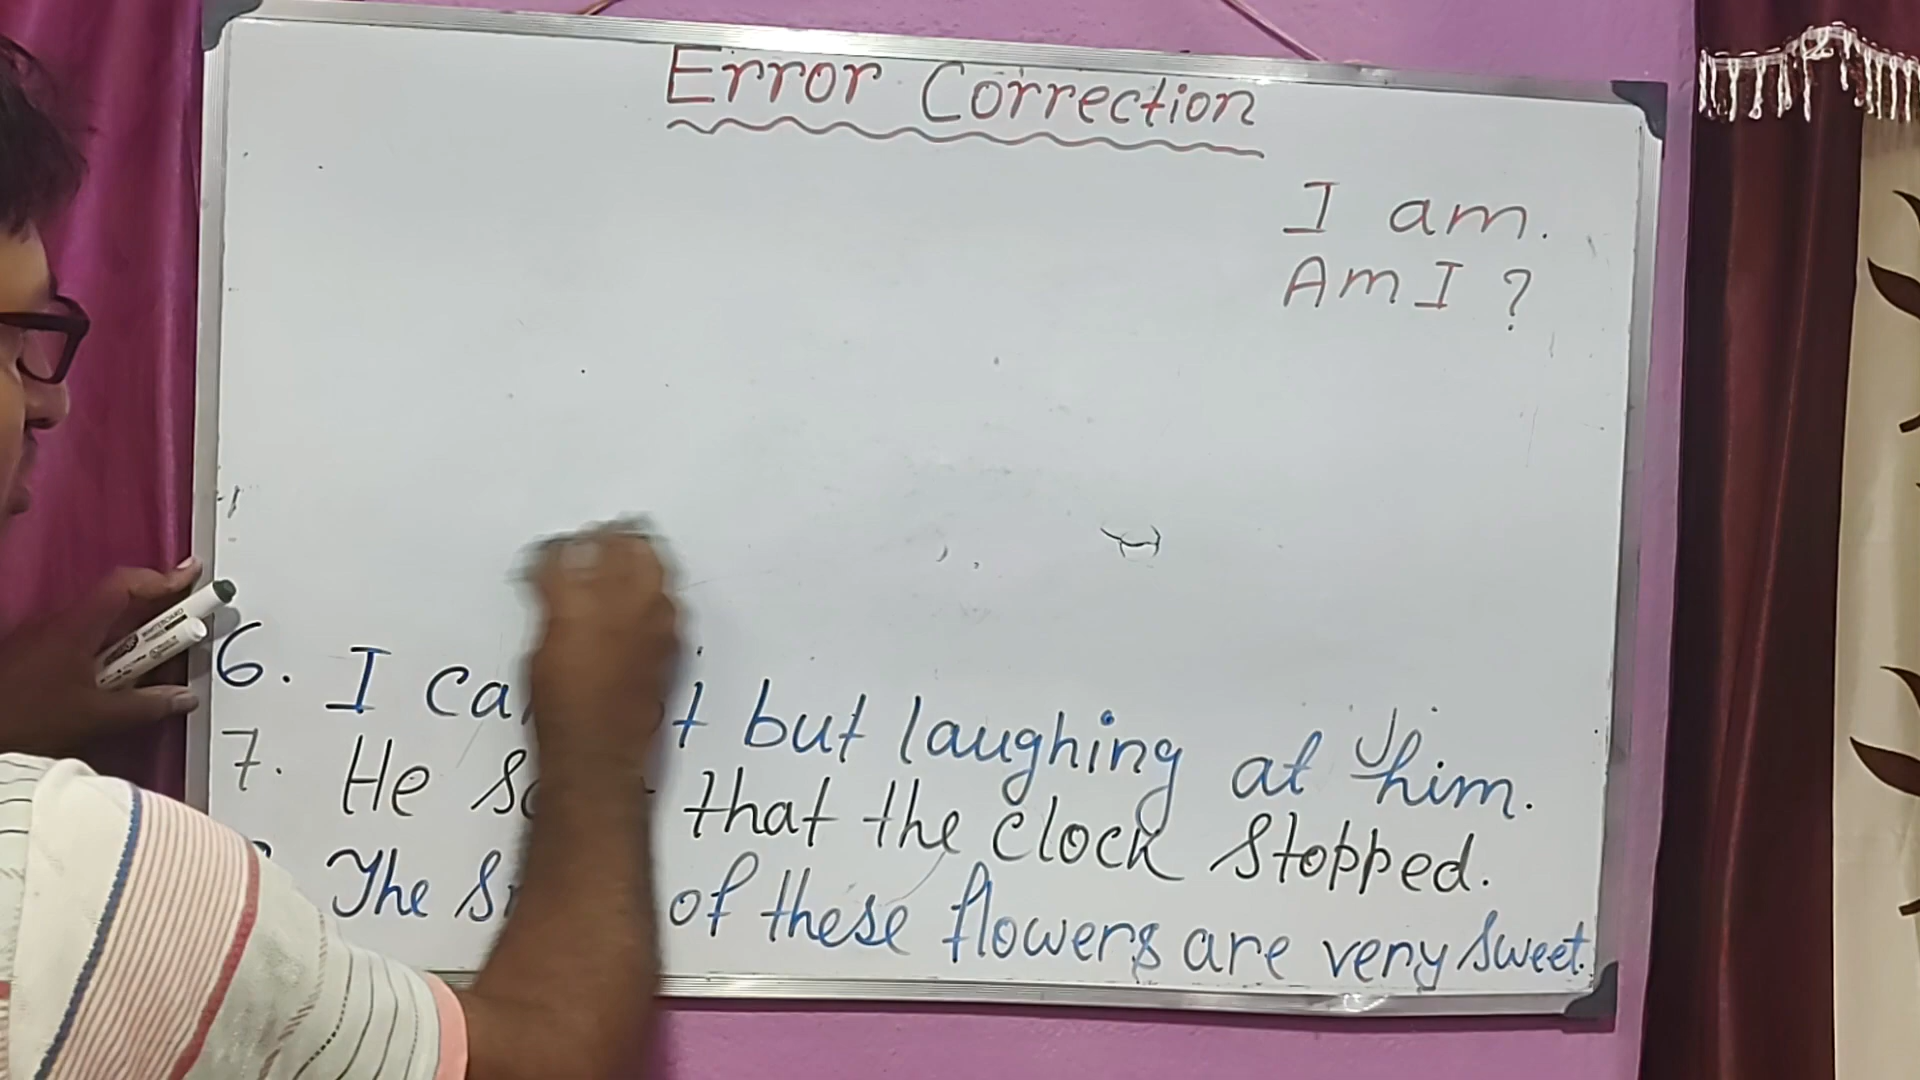 Error Correction
I am.
Am I ?
6. I but laughing at him.
7. He that the clock stopped.
The of these flowers are very sweet.
WHITEBOARD